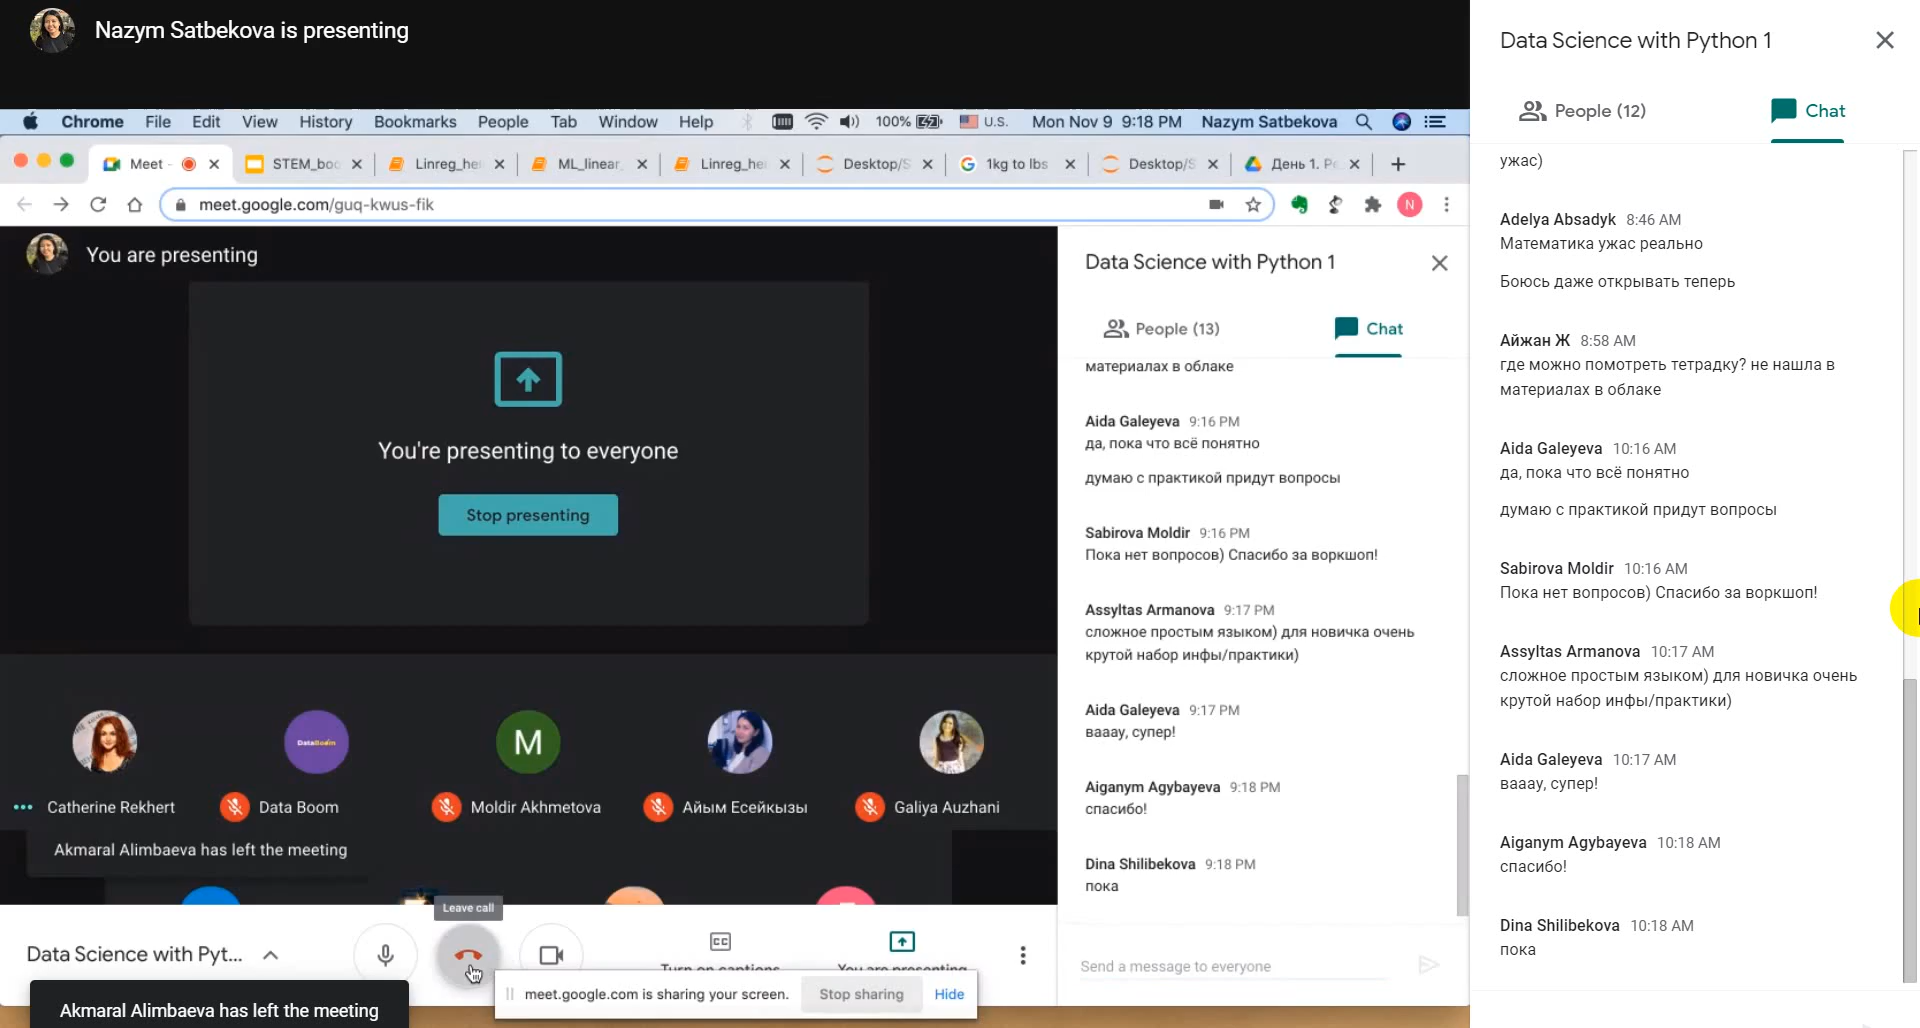 Nazym Satbekova is presenting
Chrome File Edit View History Bookmarks People Tab Window Help 100% U.S. Mon Nov 9 9:18 PM Nazym Satbekova
Meet - STEM_boo Linreg_hei ML_linear_ Linreg_hei Desktop/S 1kg to lbs Desktop/S День 1. Ре
meet.google.com/guq-kwus-fik
N
You are presenting
You're presenting to everyone
Stop presenting
M
DataBoom
Catherine Rekhert
Data Boom
Moldir Akhmetova
Айым Есейкызы
Galiya Auzhani
Akmaral Alimbaeva has left the meeting
Leave call
Data Science with Pyt...
CC
Turn on captions
You are presenting
meet.google.com is sharing your screen.
Stop sharing
Hide
Akmaral Alimbaeva has left the meeting
Data Science with Python 1
People (13)
Chat
материалах в облаке
Aida Galeyeva 9:16 PM
да, пока что всё понятно
думаю с практикой придут вопросы
Sabirova Moldir 9:16 PM
Пока нет вопросов) Спасибо за воркшоп!
Assyltas Armanova 9:17 PM
сложное простым языком) для новичка очень
крутой набор инфы/практики)
Aida Galeyeva 9:17 PM
вааау, супер!
Aiganym Agybayeva 9:18 PM
спасибо!
Dina Shilibekova 9:18 PM
пока
Send a message to everyone
Data Science with Python 1
People (12)
Chat
ужас)
Adelya Absadyk 8:46 AM
Математика ужас реально
Боюсь даже открывать теперь
Айжан Ж 8:58 AM
где можно помотреть тетрадку? не нашла в
материалах в облаке
Aida Galeyeva 10:16 AM
да, пока что всё понятно
думаю с практикой придут вопросы
Sabirova Moldir 10:16 AM
Пока нет вопросов) Спасибо за воркшоп!
Assyltas Armanova 10:17 AM
сложное простым языком) для новичка очень
крутой набор инфы/практики)
Aida Galeyeva 10:17 AM
вааау, супер!
Aiganym Agybayeva 10:18 AM
спасибо!
Dina Shilibekova 10:18 AM
пока